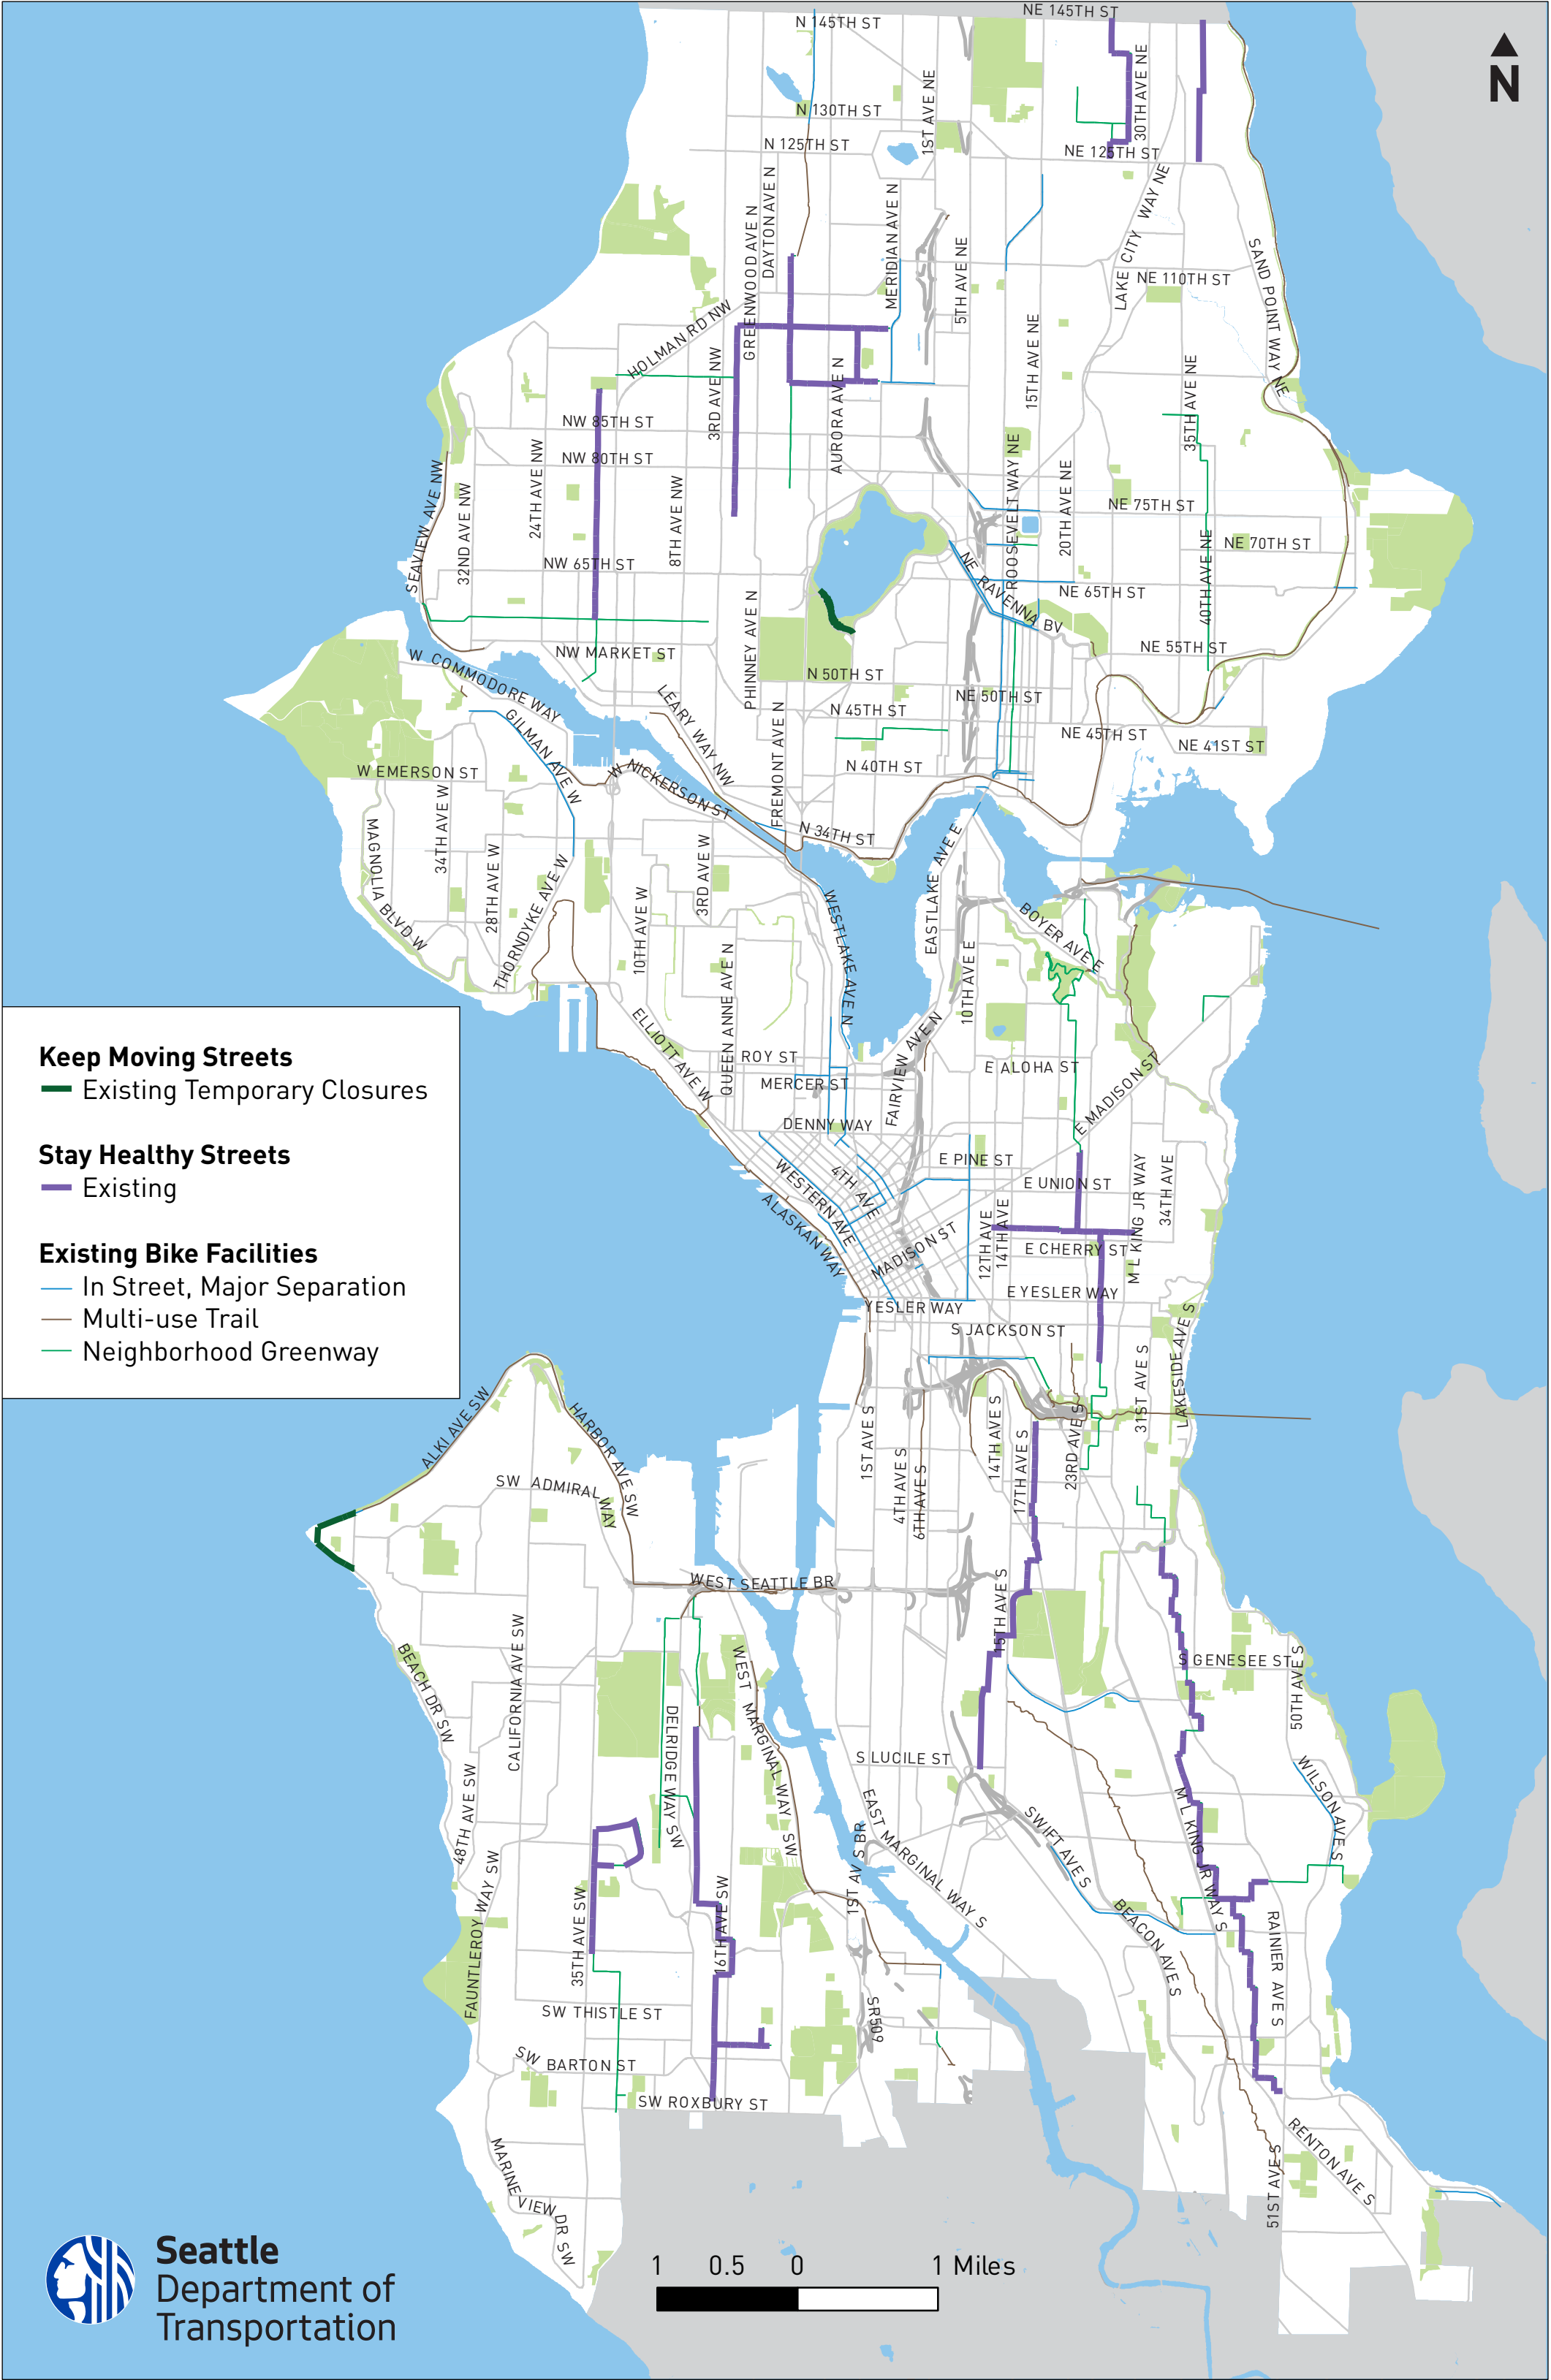 NE 145TH ST
N 145TH ST
N
30TH AVE NE
1ST AVE NE
N 130TH ST
N 125TH ST
NE 125TH ST
DAYTON AVE N
LAKE CITY WAY NE
MERIDIAN AVE N
GREENWOOD AVE N
5TH AVE NE
SAND POINT WAY NE
NE 110TH ST
HOLMAN RD NW
15TH AVE NE
3RD AVE NW
AURORA AVE N
35TH AVE NE
NW 85TH ST
NW 80TH ST
24TH AVE NW
SEAVIEW AVE NW
32ND AVE NW
8TH AVE NW
ROOSEVELT WAY NE
20TH AVE NE
NE 75TH ST
NE 70TH ST
40TH AVE NE
NW 65TH ST
NE RAVENNA BV
NE 65TH ST
PHINNEY AVE N
NE 55TH ST
NW MARKET ST
W COMMODORE WAY
N 50TH ST
NE 50TH ST
LEARY WAY NW
N 45TH ST
GILMAN AVE W
FREMONT AVE N
NE 45TH ST
NE 41ST ST
W EMERSON ST
W NICKERSON ST
N 40TH ST
34TH AVE W
MAGNOLIA BLVD W
N 34TH ST
EASTLAKE AVE E
28TH AVE W
THORNDYKE AVE W
3RD AVE W
10TH AVE W
WESTLAKE AVE N
BOYER AVE E
10TH AVE E
QUEEN ANNE AVE N
ELLIOTT AVE W
FAIRVIEW AVE N
ROY ST
MERCER ST
E ALOHA ST
E MADISON ST
DENNY WAY
Keep Moving Streets
Existing Temporary Closures
Stay Healthy Streets
Existing
Existing Bike Facilities
In Street, Major Separation
Multi-use Trail
Neighborhood Greenway
E PINE ST
WESTERN AVE
4TH AVE
E UNION ST
M L KING JR WAY
34TH AVE
ALASKAN WAY
MADISON ST
12TH AVE
14TH AVE
E CHERRY ST
E YESLER WAY
YESLER WAY
S JACKSON ST
LAKESIDE AVE S
31ST AVE S
ALKI AVE SW
HARBOR AVE SW
1ST AVE S
4TH AVE S
6TH AVE S
14TH AVE S
17TH AVE S
23RD AVE S
SW ADMIRAL WAY
WEST SEATTLE BR
15TH AVE S
BEACH DR SW
CALIFORNIA AVE SW
WEST MARGINAL WAY SW
S GENESEE ST
50TH AVE S
DELRIDGE WAY SW
S LUCILE ST
48TH AVE SW
EAST MARGINAL WAY S
SWIFT AVE S
M L KING JR WAY S
WILSON AVE S
1ST AV S BR
35TH AVE SW
16TH AVE SW
FAUNTLEROY WAY SW
BEACON AVE S
RAINIER AVE S
SW THISTLE ST
SR509
SW BARTON ST
SW ROXBURY ST
MARINE VIEW DR SW
RENTON AVE S
51ST AVE S
Seattle
Department of
Transportation
1 0.5 0 1 Miles